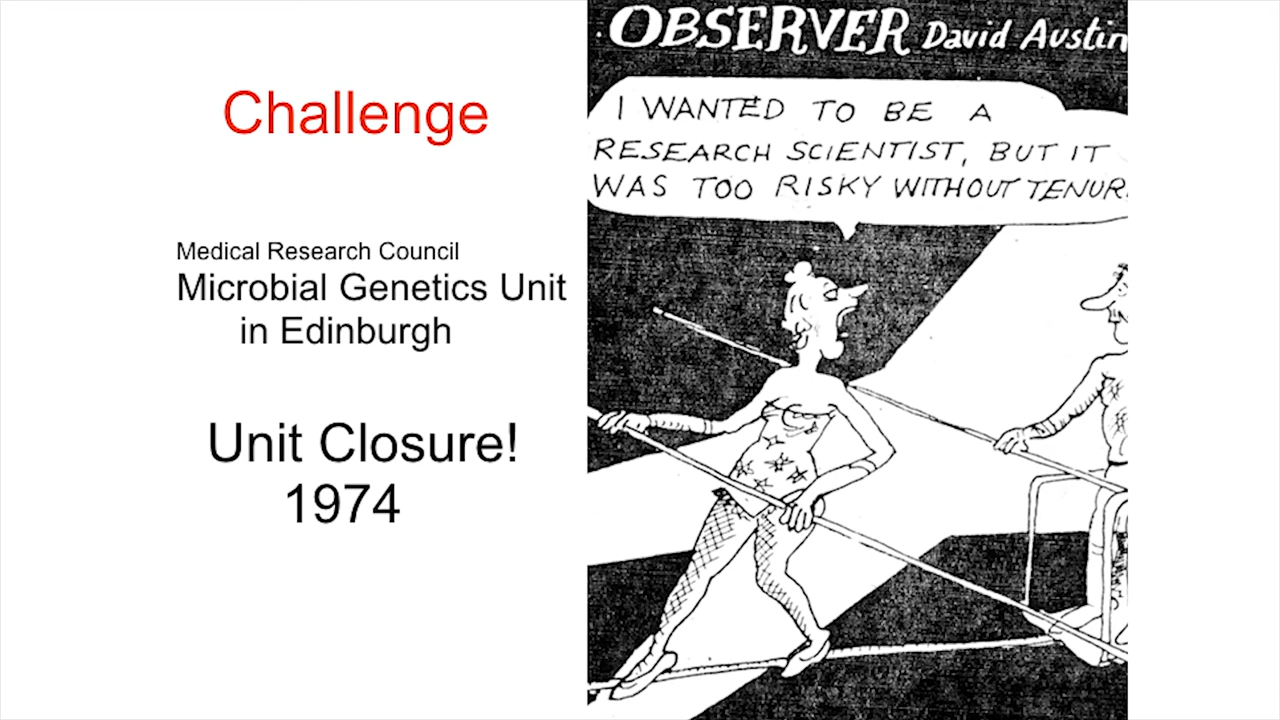 Challenge
Medical Research Council
Microbial Genetics Unit
in Edinburgh
Unit Closure!
1974
OBSERVER David Austin
I WANTED TO BE A
RESEARCH SCIENTIST, BUT IT
WAS TOO RISKY WITHOUT TENUR